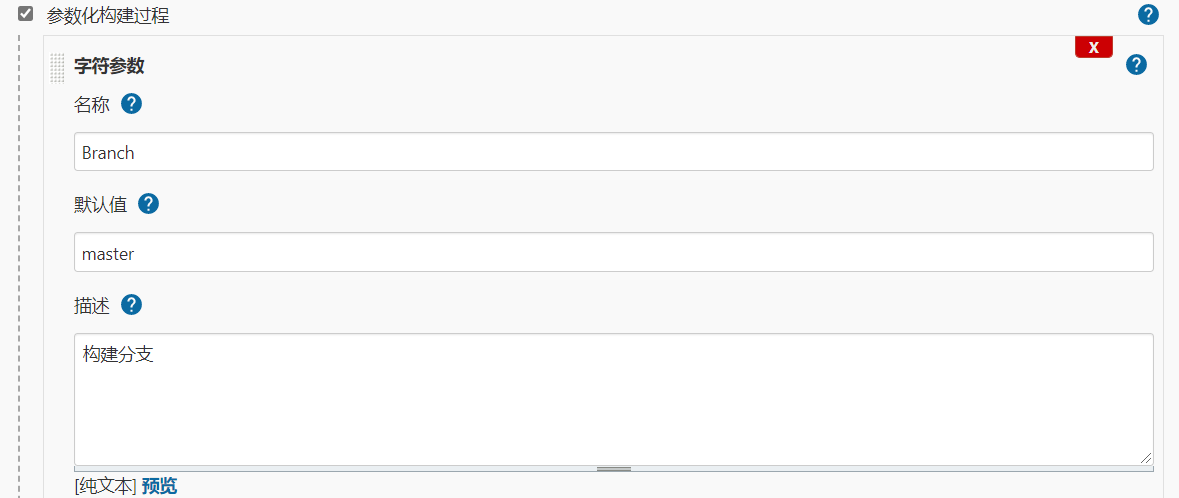 参数化构建过程 ?
X
字符参数 ?
名称 ?
Branch
默认值 ?
master
描述 ?
构建分支
[纯文本] 预览